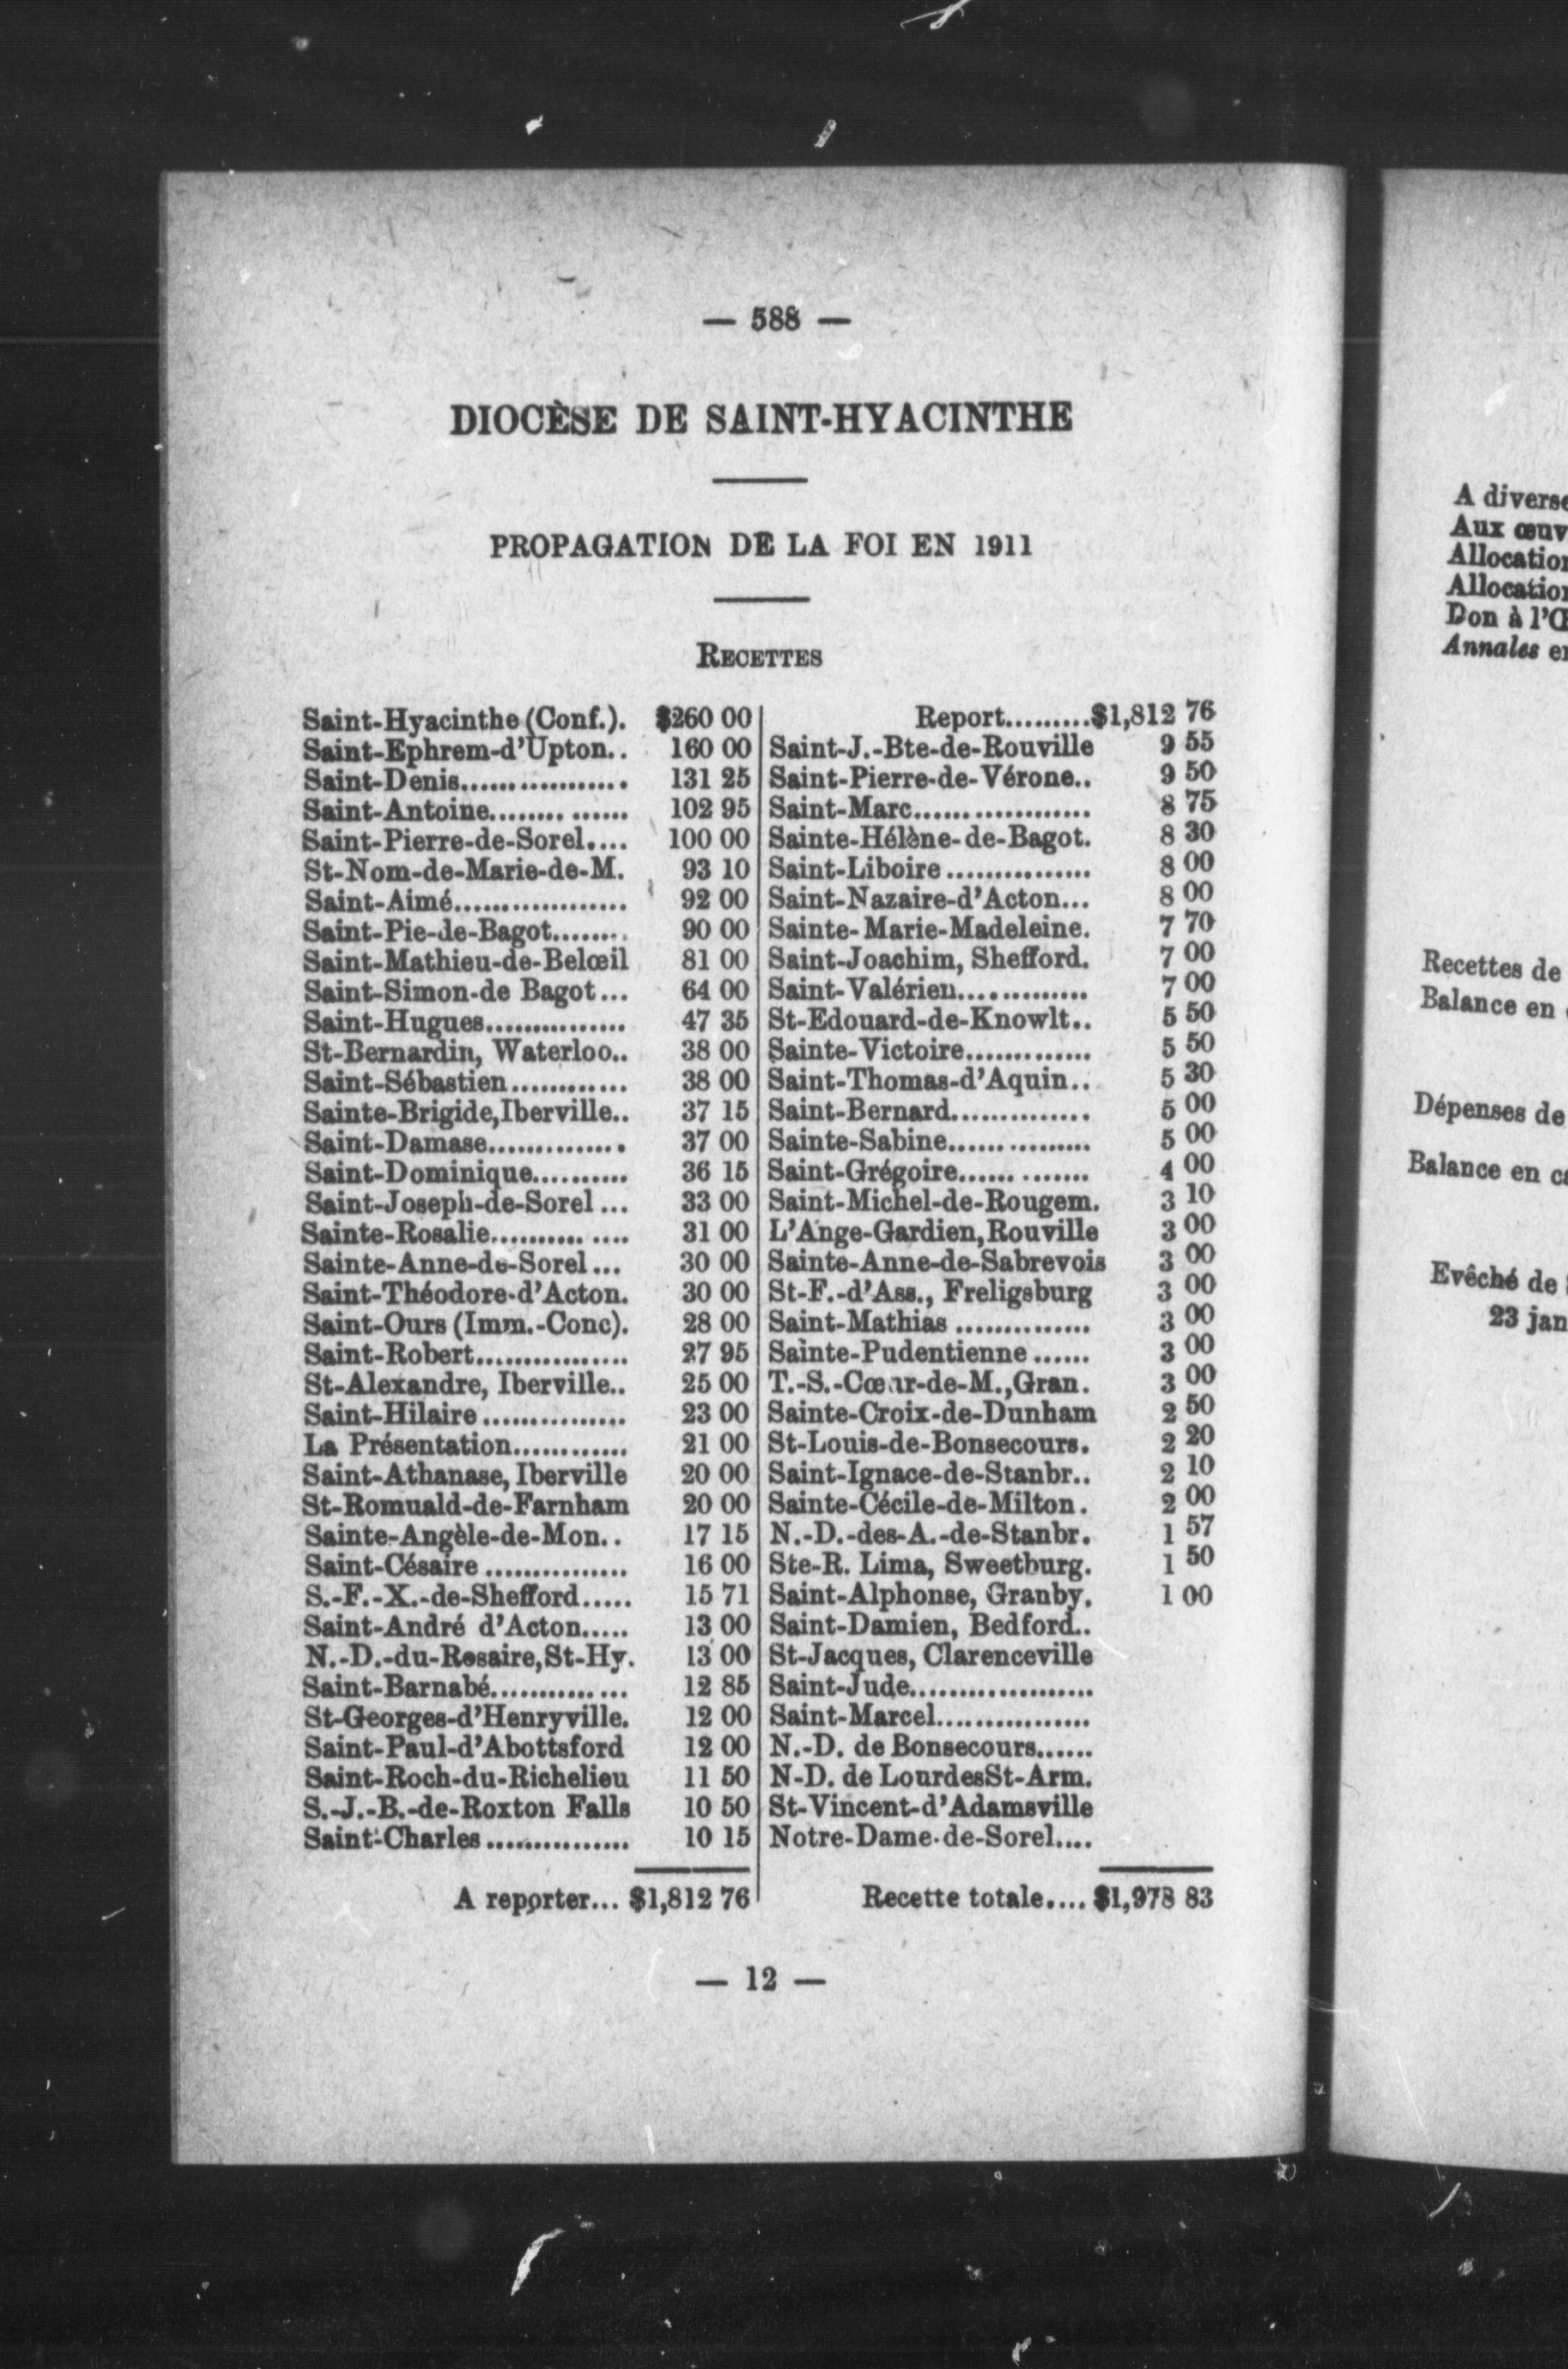 — 588 —
DIOCÈSE DE SAINT-HYACINTHE
PROPAGATION DE LA FOI EN 1911
RECETTES
Saint-Hyacinthe (Conf.). $260 00
Saint-Ephrem-d'Upton.. 160 00
Saint-Denis................. 131 25
Saint-Antoine.............. 102 95
Saint-Pierre-de-Sorel.... 100 00
St-Nom-de-Marie-de-M. 93 10
Saint-Aimé.................. 92 00
Saint-Pie-de-Bagot........ 90 00
Saint-Mathieu-de-Belœil 81 00
Saint-Simon-de Bagot... 64 00
Saint-Hugues............... 47 35
St-Bernardin, Waterloo.. 38 00
Saint-Sébastien............ 38 00
Sainte-Brigide, Iberville.. 37 15
Saint-Damase.............. 37 00
Saint-Dominique.......... 36 15
Saint-Joseph-de-Sorel... 33 00
Sainte-Rosalie.............. 31 00
Sainte-Anne-de-Sorel... 30 00
Saint-Théodore-d'Acton. 30 00
Saint-Ours (Imm.-Conc). 28 00
Saint-Robert................ 27 95
St-Alexandre, Iberville.. 25 00
Saint-Hilaire............... 23 00
La Présentation............ 21 00
Saint-Athanase, Iberville 20 00
St-Romuald-de-Farnham 20 00
Sainte-Angèle-de-Mon.. 17 15
Saint-Césaire............... 16 00
S.-F.-X.-de-Shefford..... 15 71
Saint-André d'Acton..... 13 00
N.-D.-du-Rosaire, St-Hy. 13 00
Saint-Barnabé.............. 12 85
St-Georges-d'Henryville. 12 00
Saint-Paul-d'Abottsford 12 00
Saint-Roch-du-Richelieu 11 50
S.-J.-B.-de-Roxton Falls 10 50
Saint-Charles............... 10 15
A reporter... $1,812 76
Report.........$1,812 76
Saint-J.-Bte-de-Rouville 9 55
Saint-Pierre-de-Vérone.. 9 50
Saint-Marc.................. 8 75
Sainte-Hélène-de-Bagot. 8 30
Saint-Liboire............... 8 00
Saint-Nazaire-d'Acton... 8 00
Sainte-Marie-Madeleine. 7 70
Saint-Joachim, Shefford. 7 00
Saint-Valérien............. 7 00
St-Edouard-de-Knowlt.. 5 50
Sainte-Victoire............. 5 50
Saint-Thomas-d'Aquin.. 5 30
Saint-Bernard.............. 5 00
Sainte-Sabine............... 5 00
Saint-Grégoire............. 4 00
Saint-Michel-de-Rougem. 3 10
L'Ange-Gardien, Rouville 3 00
Sainte-Anne-de-Sabrevois 3 00
St-F.-d'Ass., Freligsburg 3 00
Saint-Mathias.............. 3 00
Sainte-Pudentienne...... 3 00
T.-S.-Cœur-de-M., Gran. 3 00
Sainte-Croix-de-Dunham 2 50
St-Louis-de-Bonsecours. 2 20
Saint-Ignace-de-Stanbr.. 2 10
Sainte-Cécile-de-Milton. 2 00
N.-D.-des-A.-de-Stanbr. 1 57
Ste-R. Lima, Sweetburg. 1 50
Saint-Alphonse, Granby. 1 00
Saint-Damien, Bedford..
St-Jacques, Clarenceville
Saint-Jude...................
Saint-Marcel................
N.-D. de Bonsecours......
N-D. de LourdesSt-Arm.
St-Vincent-d'Adamsville
Notre-Dame-de-Sorel....
Recette totale.... $1,978 83
— 12 —
A diverse
Aux œuv
Allocation
Allocation
Don à l'Œ
Annales en
Recettes de
Balance en
Dépenses de
Balance en ca
Evêché de
23 jan